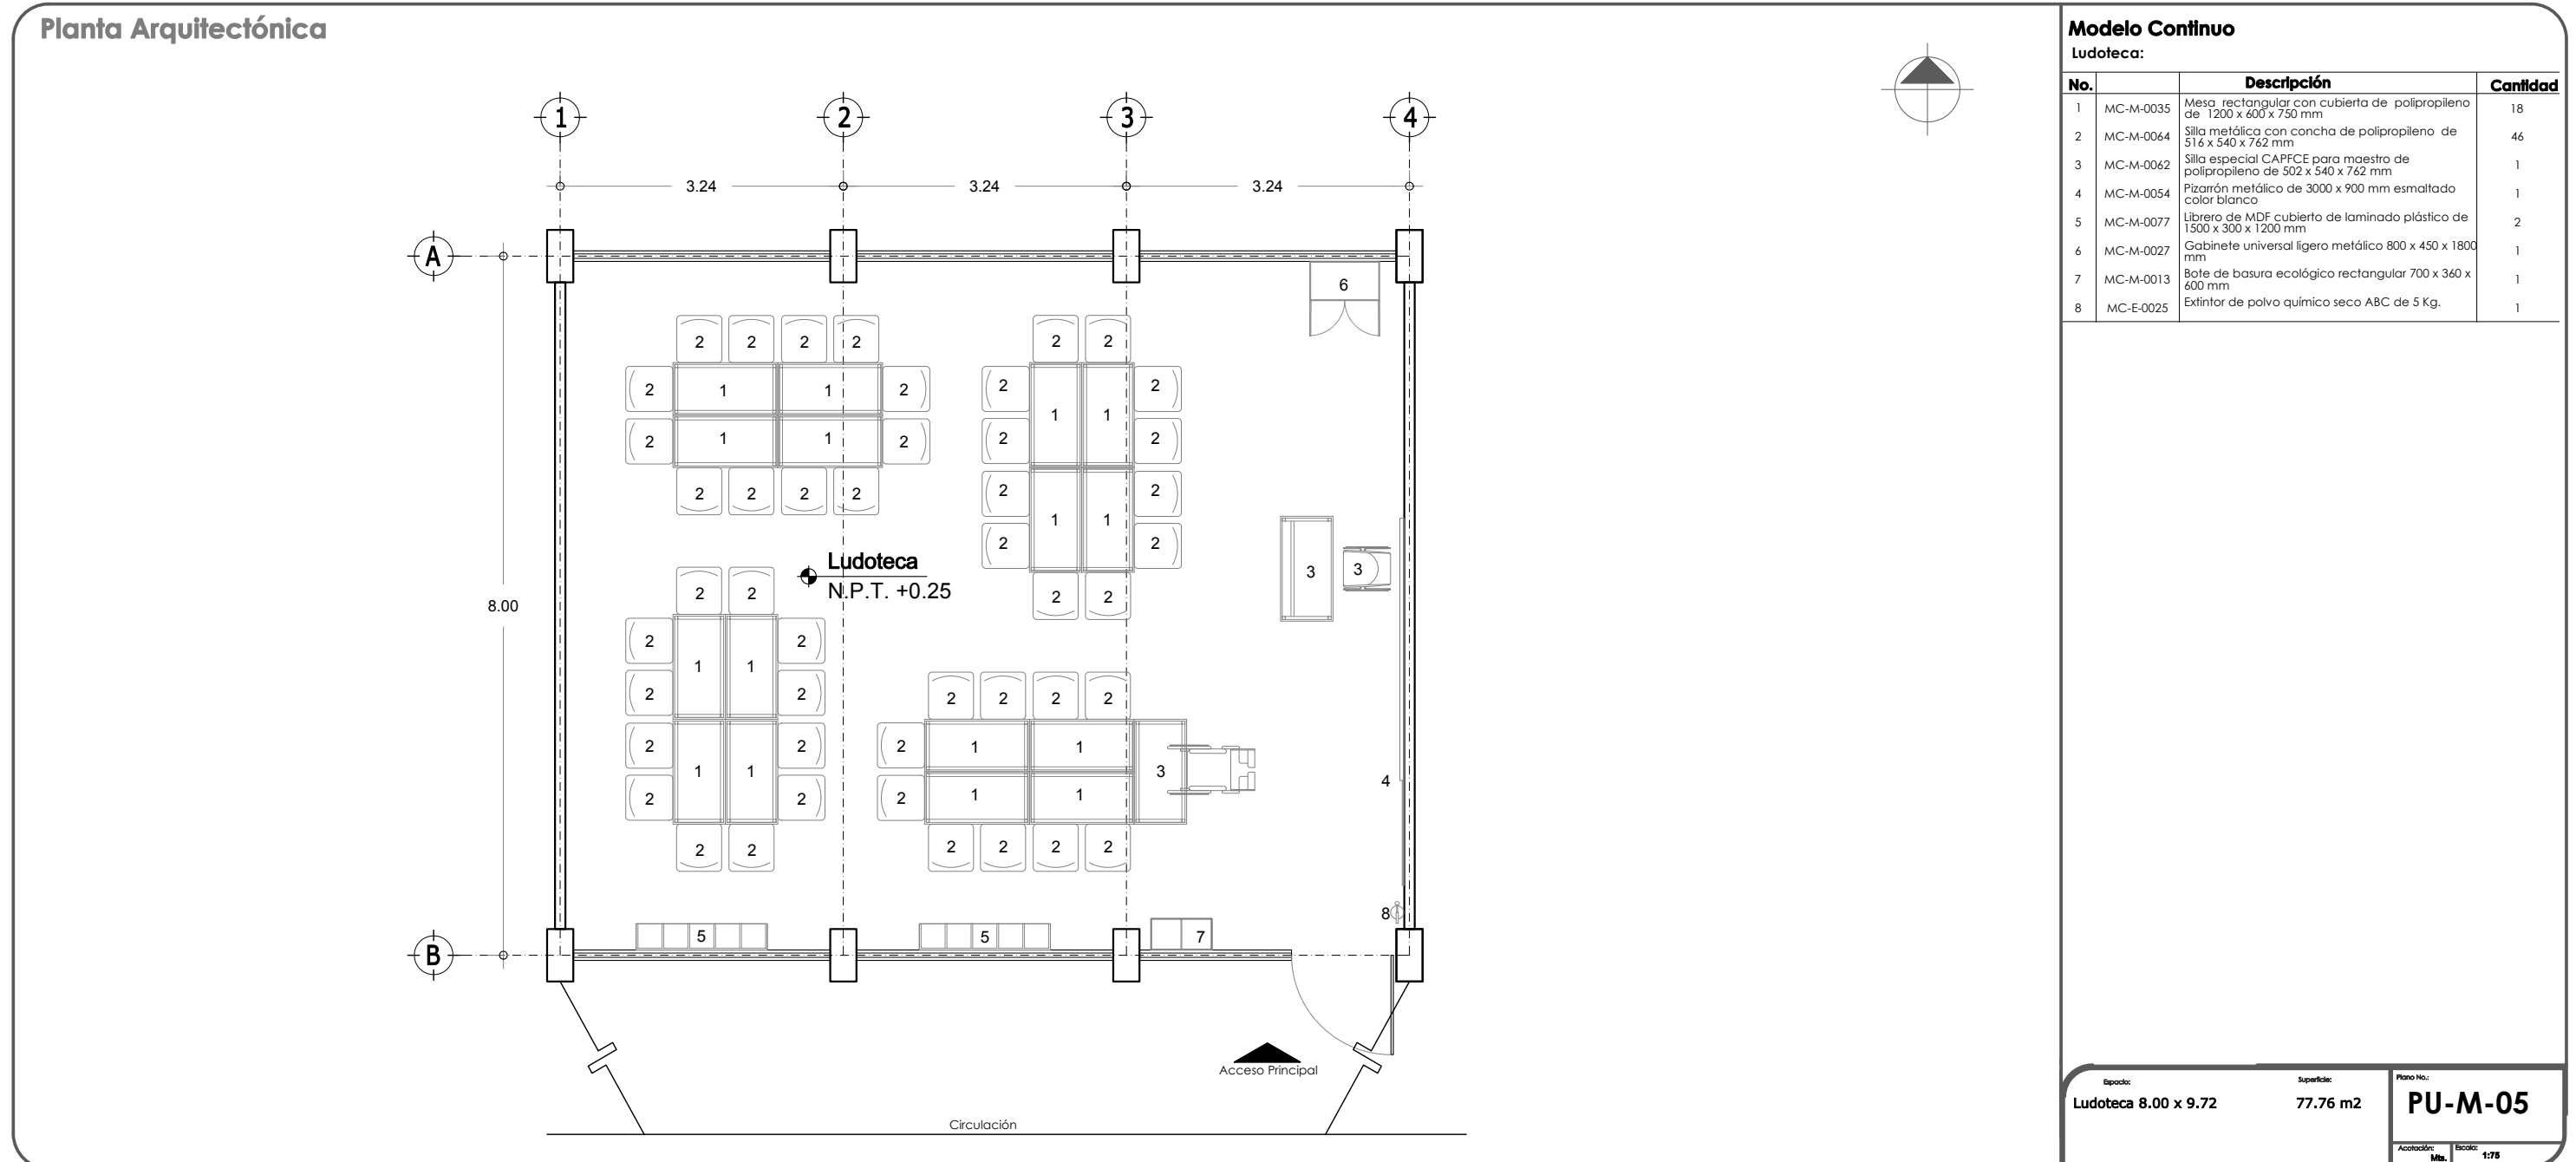 Planta Arquitectónica
1 2 3 4
3.24 3.24 3.24
A
6
2 2 2 2 2 2
2 1 1 2 2 2
1 1
2 1 1 2 2 2
2 2 2 2 2 2
1 1
2 2
Ludoteca
N.P.T. +0.25
3 3
8.00
2 2 2 2
2 2
1 1
2 2
2 2 2 2
2 2 2 1 1
1 1 3
2 2 2 1 1
4
2 2 2 2 2 2
8
5 5 7
B
Acceso Principal
Circulación
Modelo Continuo
Ludoteca:
No. Descripción Cantidad
1 MC-M-0035 Mesa rectangular con cubierta de polipropileno 18
de 1200 x 600 x 750 mm
2 MC-M-0064 Silla metálica con concha de polipropileno de 46
516 x 540 x 762 mm
3 MC-M-0062 Silla especial CAPFCE para maestro de 1
polipropileno de 502 x 540 x 762 mm
4 MC-M-0054 Pizarrón metálico de 3000 x 900 mm esmaltado 1
color blanco
5 MC-M-0077 Librero de MDF cubierto de laminado plástico de 2
1500 x 300 x 1200 mm
6 MC-M-0027 Gabinete universal ligero metálico 800 x 450 x 1800 1
mm
7 MC-M-0013 Bote de basura ecológico rectangular 700 x 360 x 1
600 mm
8 MC-E-0025 Extintor de polvo químico seco ABC de 5 Kg. 1
Espacio: Superficie: Plano No.:
Ludoteca 8.00 x 9.72 77.76 m2 PU-M-05
Acotación: Escala:
Mts. 1:75